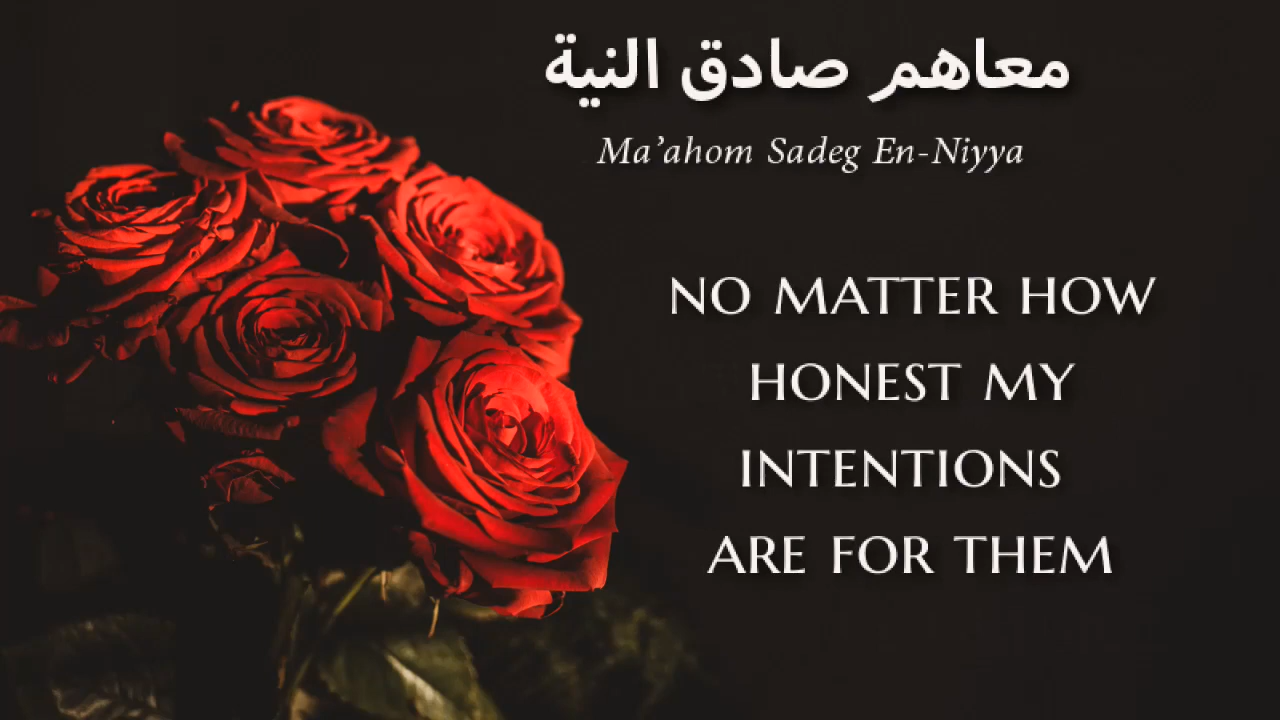 معاهم صادق النية
Ma’ahom Sadeg En-Niyya
NO MATTER HOW
HONEST MY
INTENTIONS
ARE FOR THEM